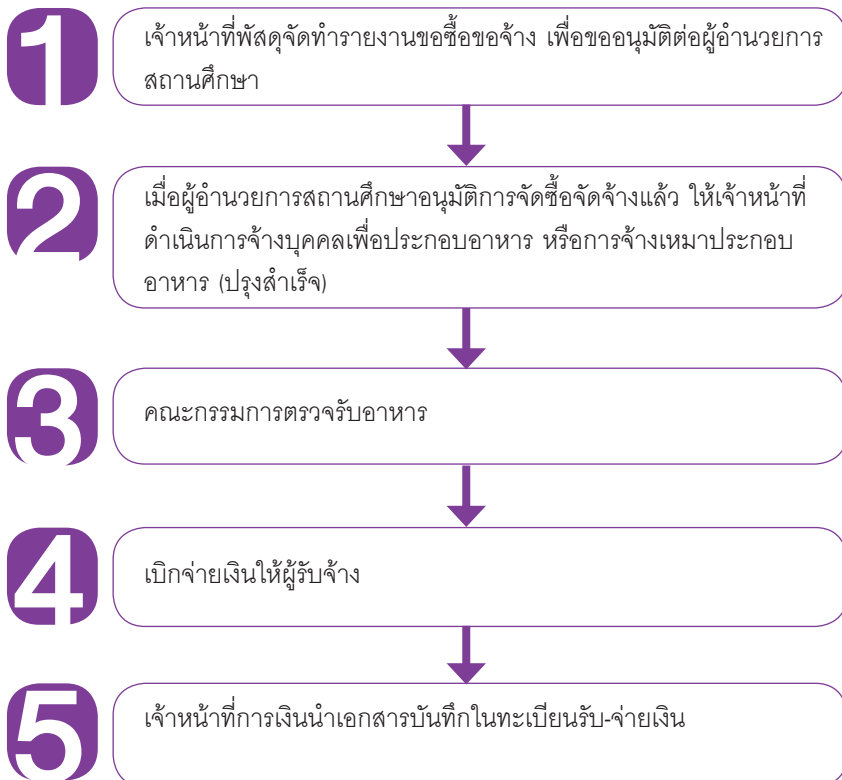 1
เจ้าหน้าที่พัสดุจัดทำรายงานขอซื้อขอจ้าง เพื่อขออนุมัติต่อผู้อำนวยการ
สถานศึกษา
2
เมื่อผู้อำนวยการสถานศึกษาอนุมัติการจัดซื้อจัดจ้างแล้ว ให้เจ้าหน้าที่
ดำเนินการจ้างบุคคลเพื่อประกอบอาหาร หรือการจ้างเหมาประกอบ
อาหาร (ปรุงสำเร็จ)
3
คณะกรรมการตรวจรับอาหาร
4
เบิกจ่ายเงินให้ผู้รับจ้าง
5
เจ้าหน้าที่การเงินนำเอกสารบันทึกในทะเบียนรับ-จ่ายเงิน